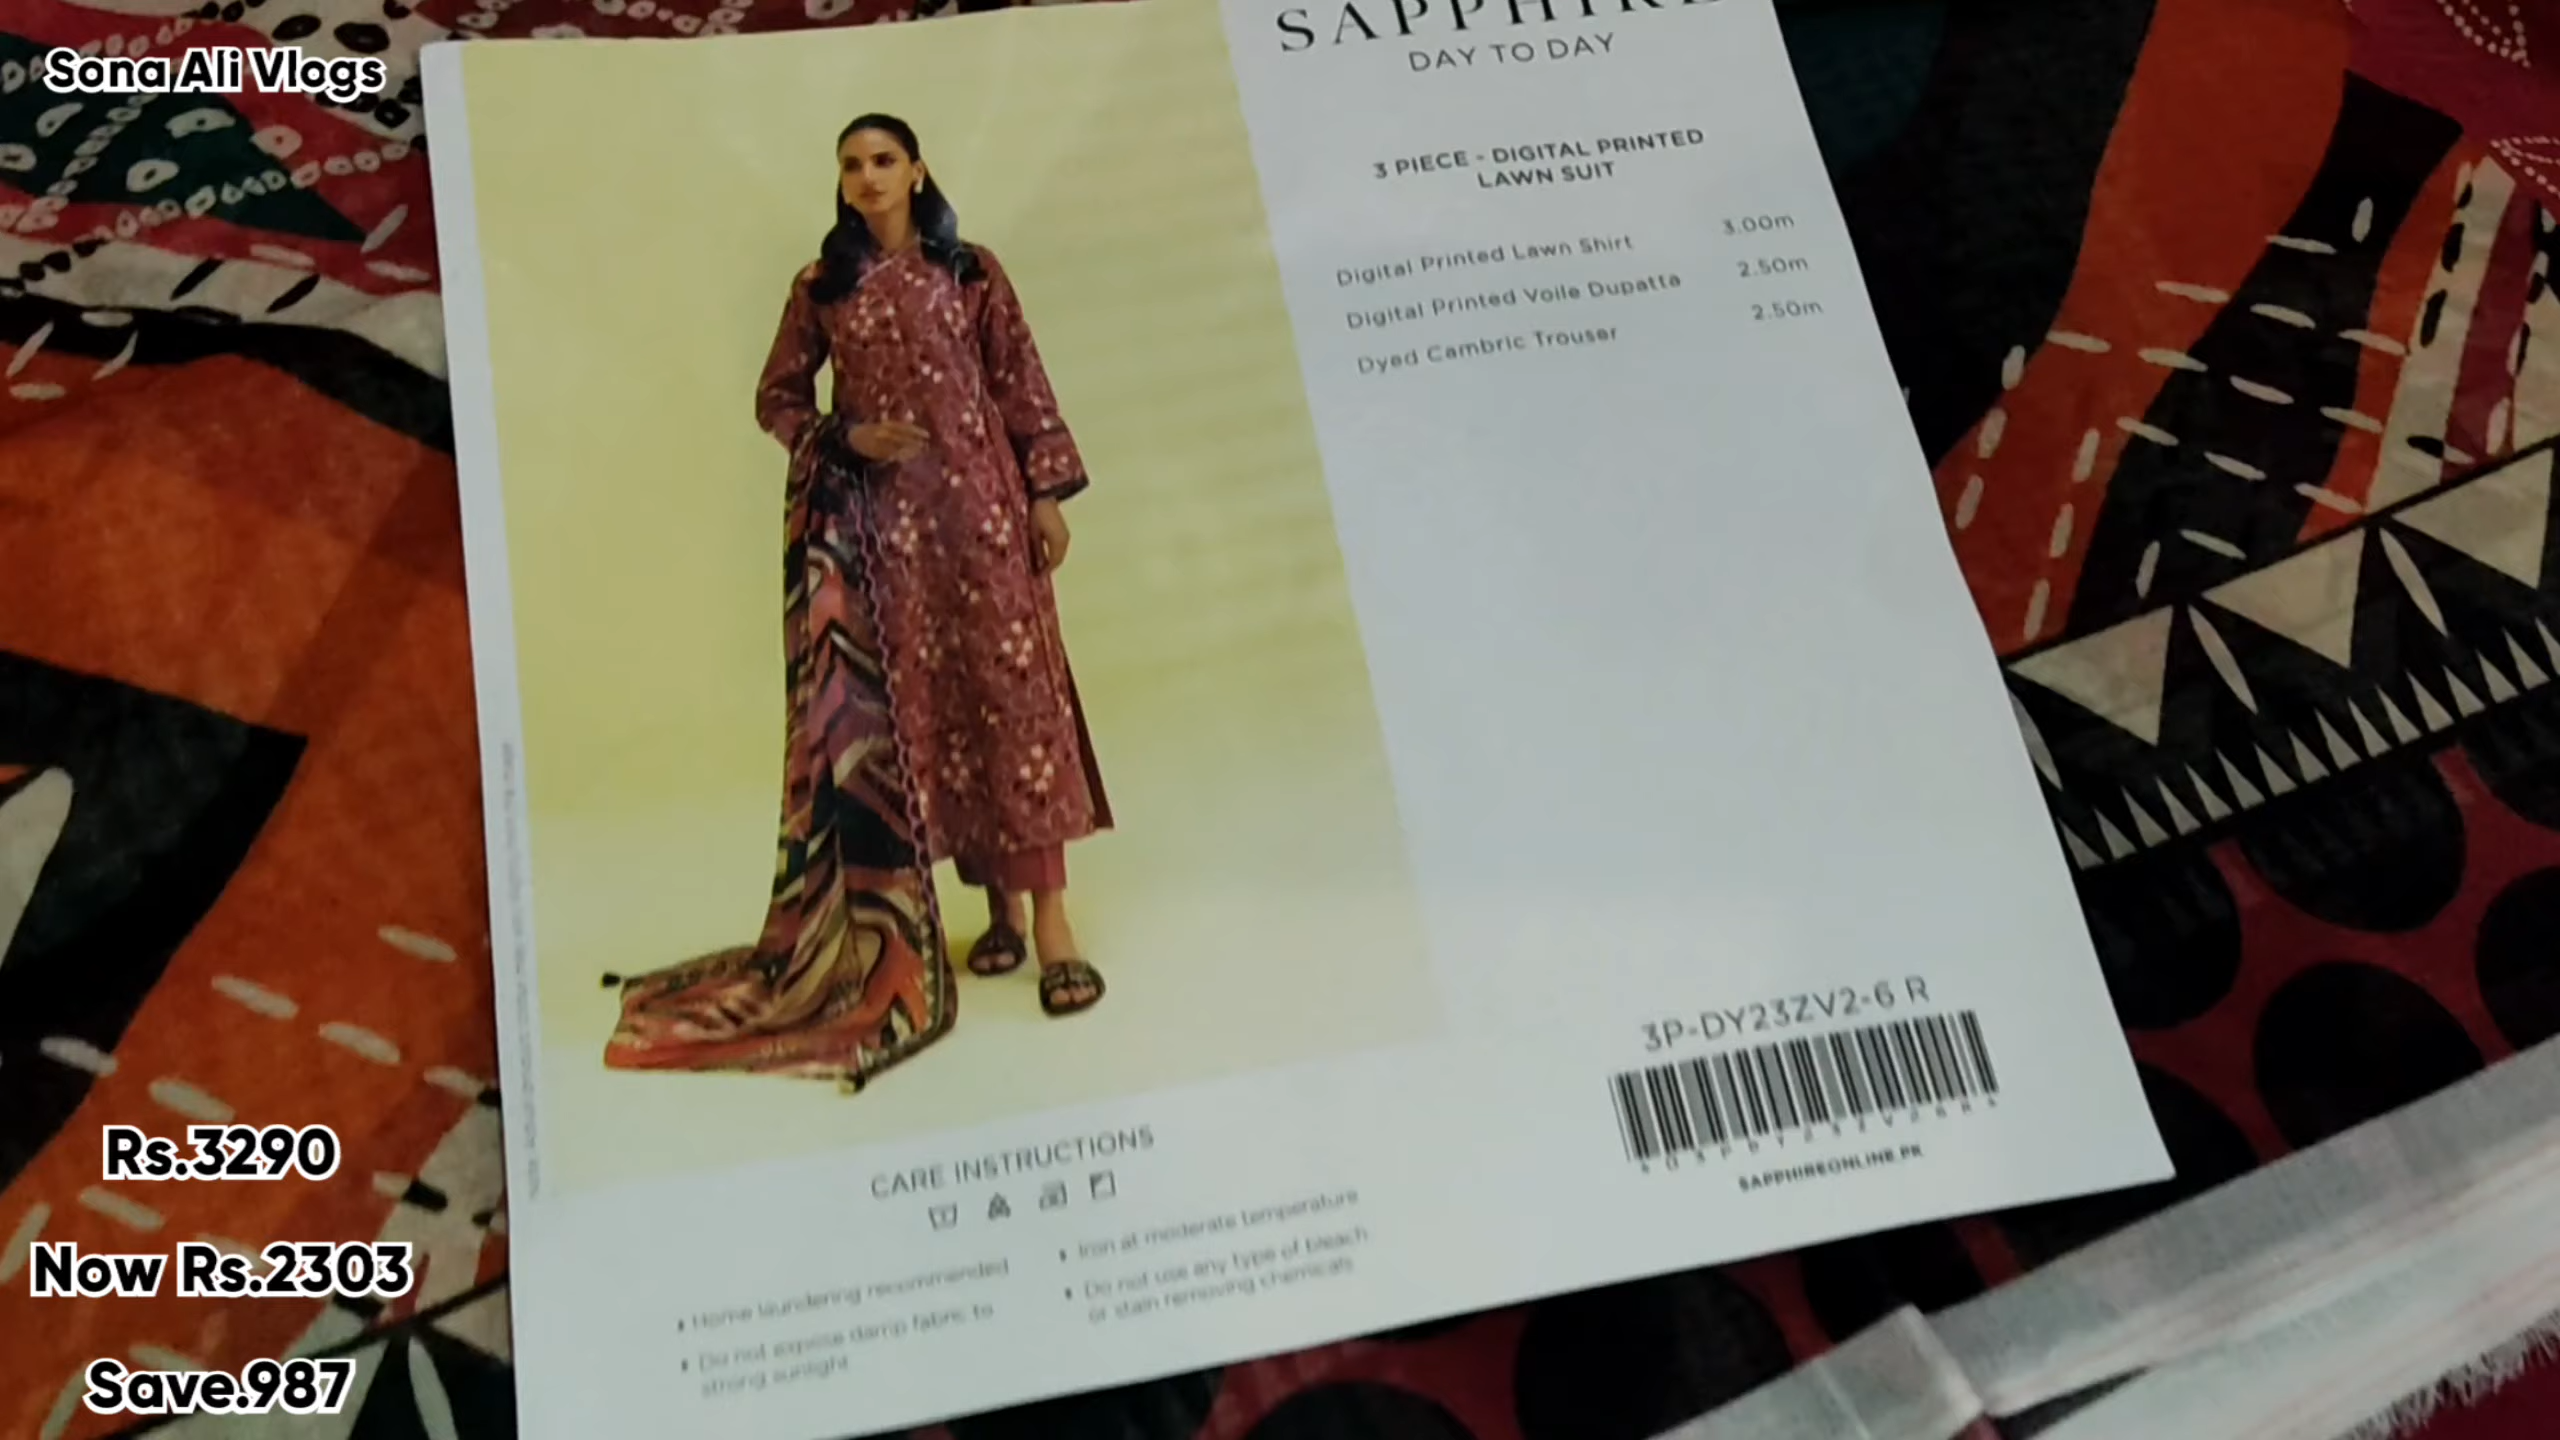 Sona Ali Vlogs
SAPPHIRE
DAY TO DAY
3 PIECE - DIGITAL PRINTED
LAWN SUIT
Digital Printed Lawn Shirt 3.00m
Digital Printed Voile Dupatta 2.50m
Dyed Cambric Trouser 2.50m
3P-DY23ZV2-6 R
SAPPHIREONLINE.PK
CARE INSTRUCTIONS
• Home laundering recommended
• Do not expose damp fabric to
strong sunlight
• Iron at moderate temperature
• Do not use any type of bleach
or stain removing chemicals
Rs.3290
Now Rs.2303
Save.987